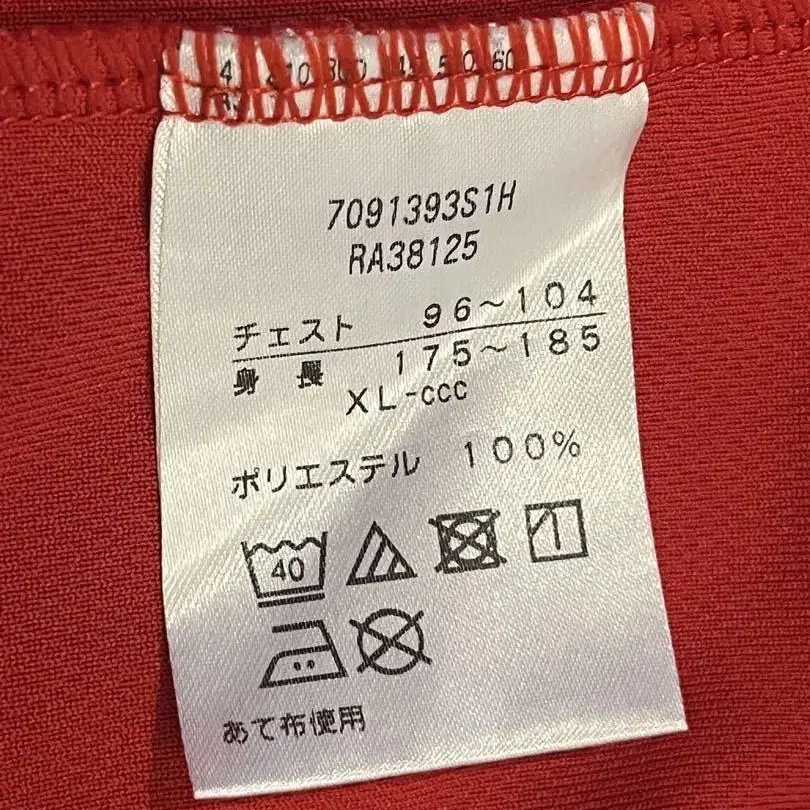 7091393S1H
RA38125
チェスト 96～104
身長 175～185
XL-ccc
ポリエステル 100%
40
あて布使用